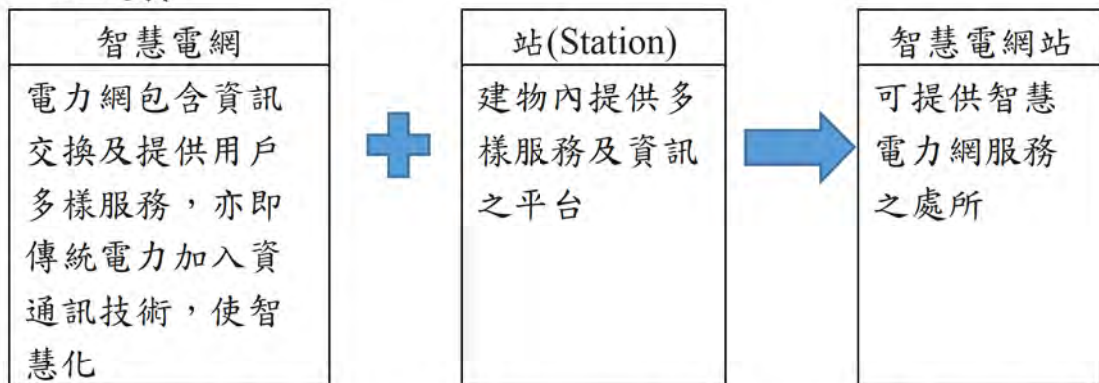 智慧電網
電力網包含資訊
交換及提供用戶
多樣服務，亦即
傳統電力加入資
通訊技術，使智
慧化
站(Station)
建物內提供多
樣服務及資訊
之平台
智慧電網站
可提供智慧
電力網服務
之處所